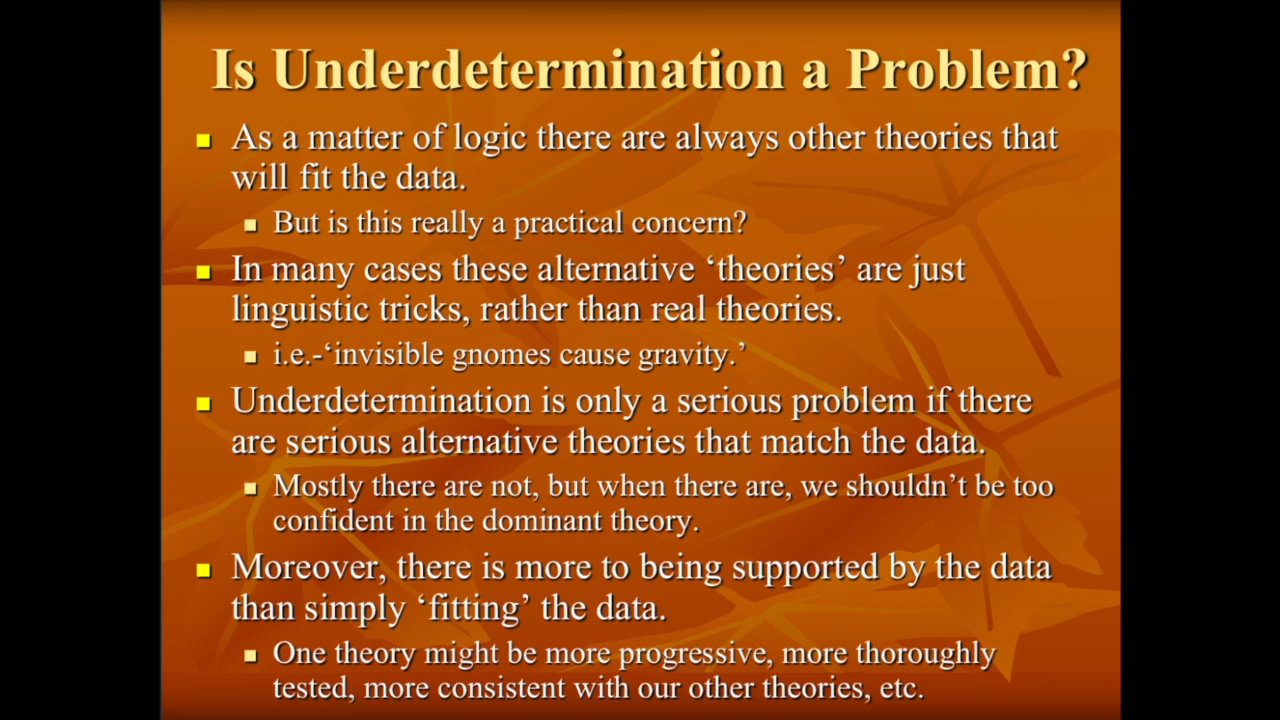 Is Underdetermination a Problem?
As a matter of logic there are always other theories that
will fit the data.
But is this really a practical concern?
In many cases these alternative ‘theories’ are just
linguistic tricks, rather than real theories.
i.e.-‘invisible gnomes cause gravity.’
Underdetermination is only a serious problem if there
are serious alternative theories that match the data.
Mostly there are not, but when there are, we shouldn’t be too
confident in the dominant theory.
Moreover, there is more to being supported by the data
than simply ‘fitting’ the data.
One theory might be more progressive, more thoroughly
tested, more consistent with our other theories, etc.